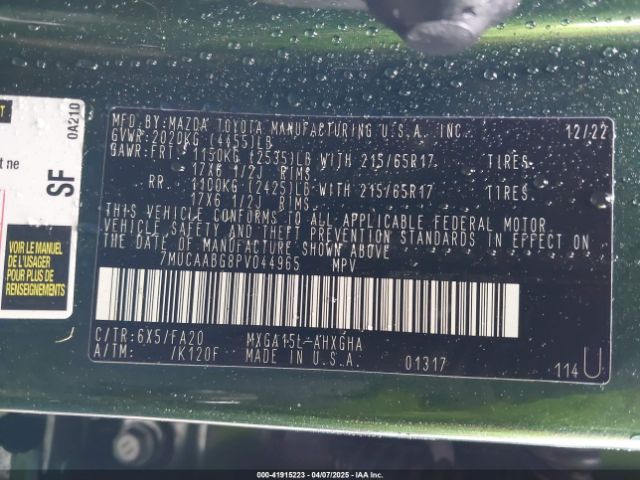 MFD.BY:MAZDA TOYOTA MANUFACTURING U.S.A. INC. 12/22
GVWR:2020KG (4455)LB
GAWR:FRT. 1150KG (2535)LB WITH 215/65R17 TIRES,
17X6 1/2J RIMS,
RR. 1100KG (2425)LB WITH 215/65R17 TIRES,
17X6 1/2J RIMS,
THIS VEHICLE CONFORMS TO ALL APPLICABLE FEDERAL MOTOR
VEHICLE SAFETY AND THEFT PREVENTION STANDARDS IN EFFECT ON
THE DATE OF MANUFACTURE SHOWN ABOVE
7MUCAABG8PV044965 MPV
C/TR:6X5/FA20 MXGA15L-AHXGHA
A/TM: /K120F MADE IN U.S.A. 01317 114U
0A210
SF
t ne
VOIR LE MANUEL
DE L'USAGER
POUR PLUS DE
RENSEIGNEMENTS
000-41915223 - 04/07/2025 - IAA Inc.